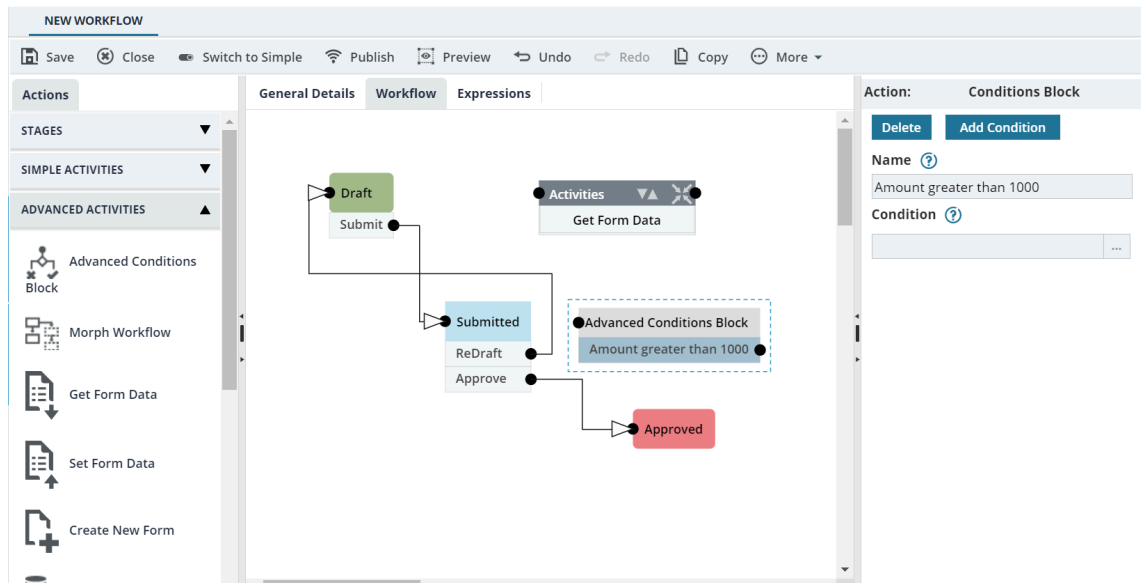 NEW WORKFLOW
Save Close Switch to Simple Publish Preview Undo Redo Copy More
Actions
STAGES
SIMPLE ACTIVITIES
ADVANCED ACTIVITIES
Advanced Conditions
Block
Morph Workflow
Get Form Data
Set Form Data
Create New Form
General Details Workflow Expressions
Draft
Submit
Activities
Get Form Data
Submitted
ReDraft
Approve
Advanced Conditions Block
Amount greater than 1000
Approved
Action: Conditions Block
Delete Add Condition
Name ?
Amount greater than 1000
Condition ?
...